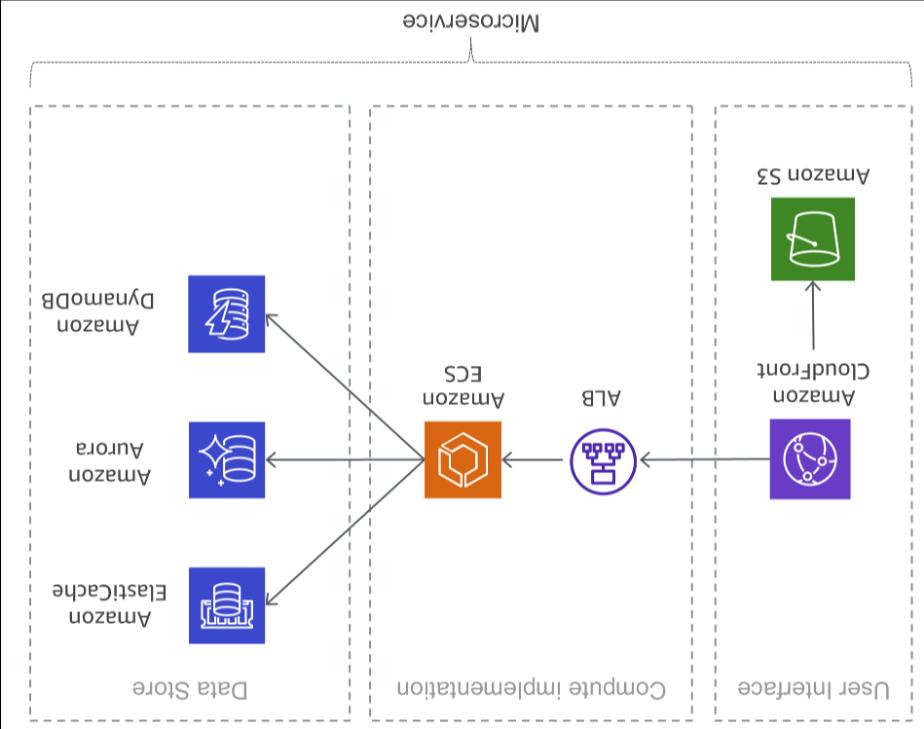 User Interface
Compute implementation
Data Store
Amazon
ElastiCache
Amazon
CloudFront
ALB
Amazon
ECS
Amazon
Aurora
Amazon S3
Amazon
DynamoDB
Microservice